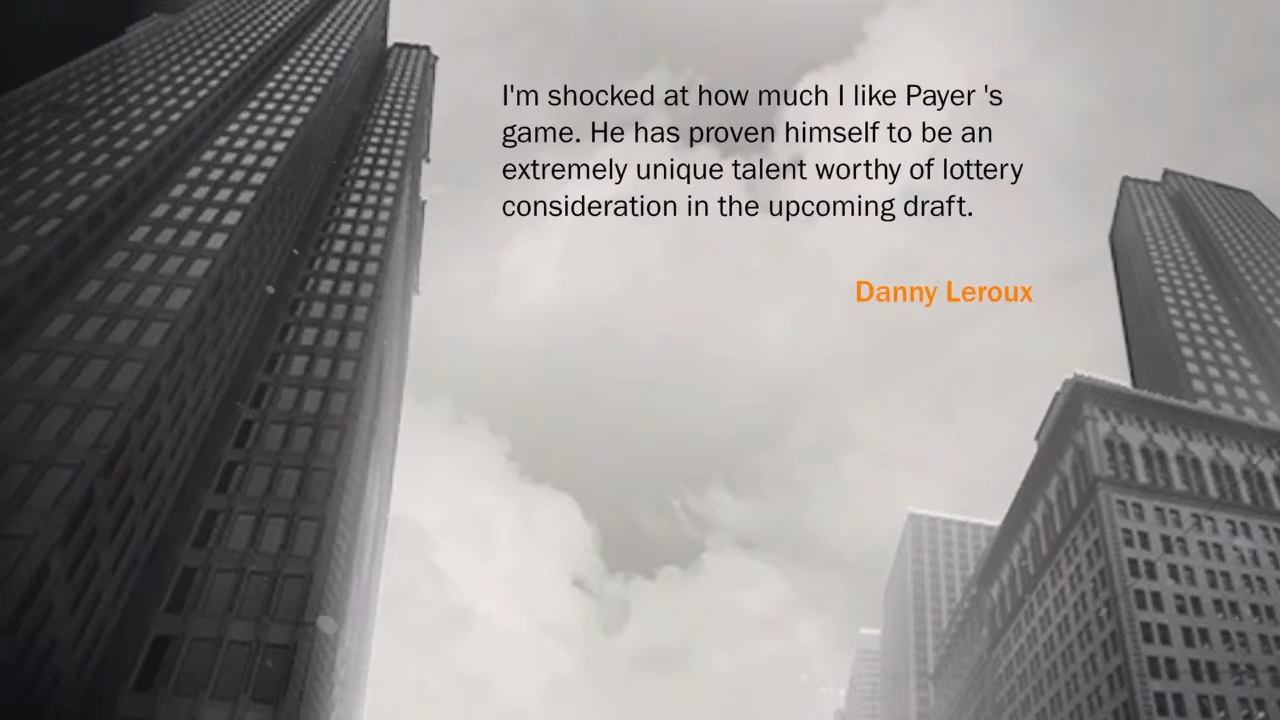 I'm shocked at how much I like Payer 's
game. He has proven himself to be an
extremely unique talent worthy of lottery
consideration in the upcoming draft.
Danny Leroux